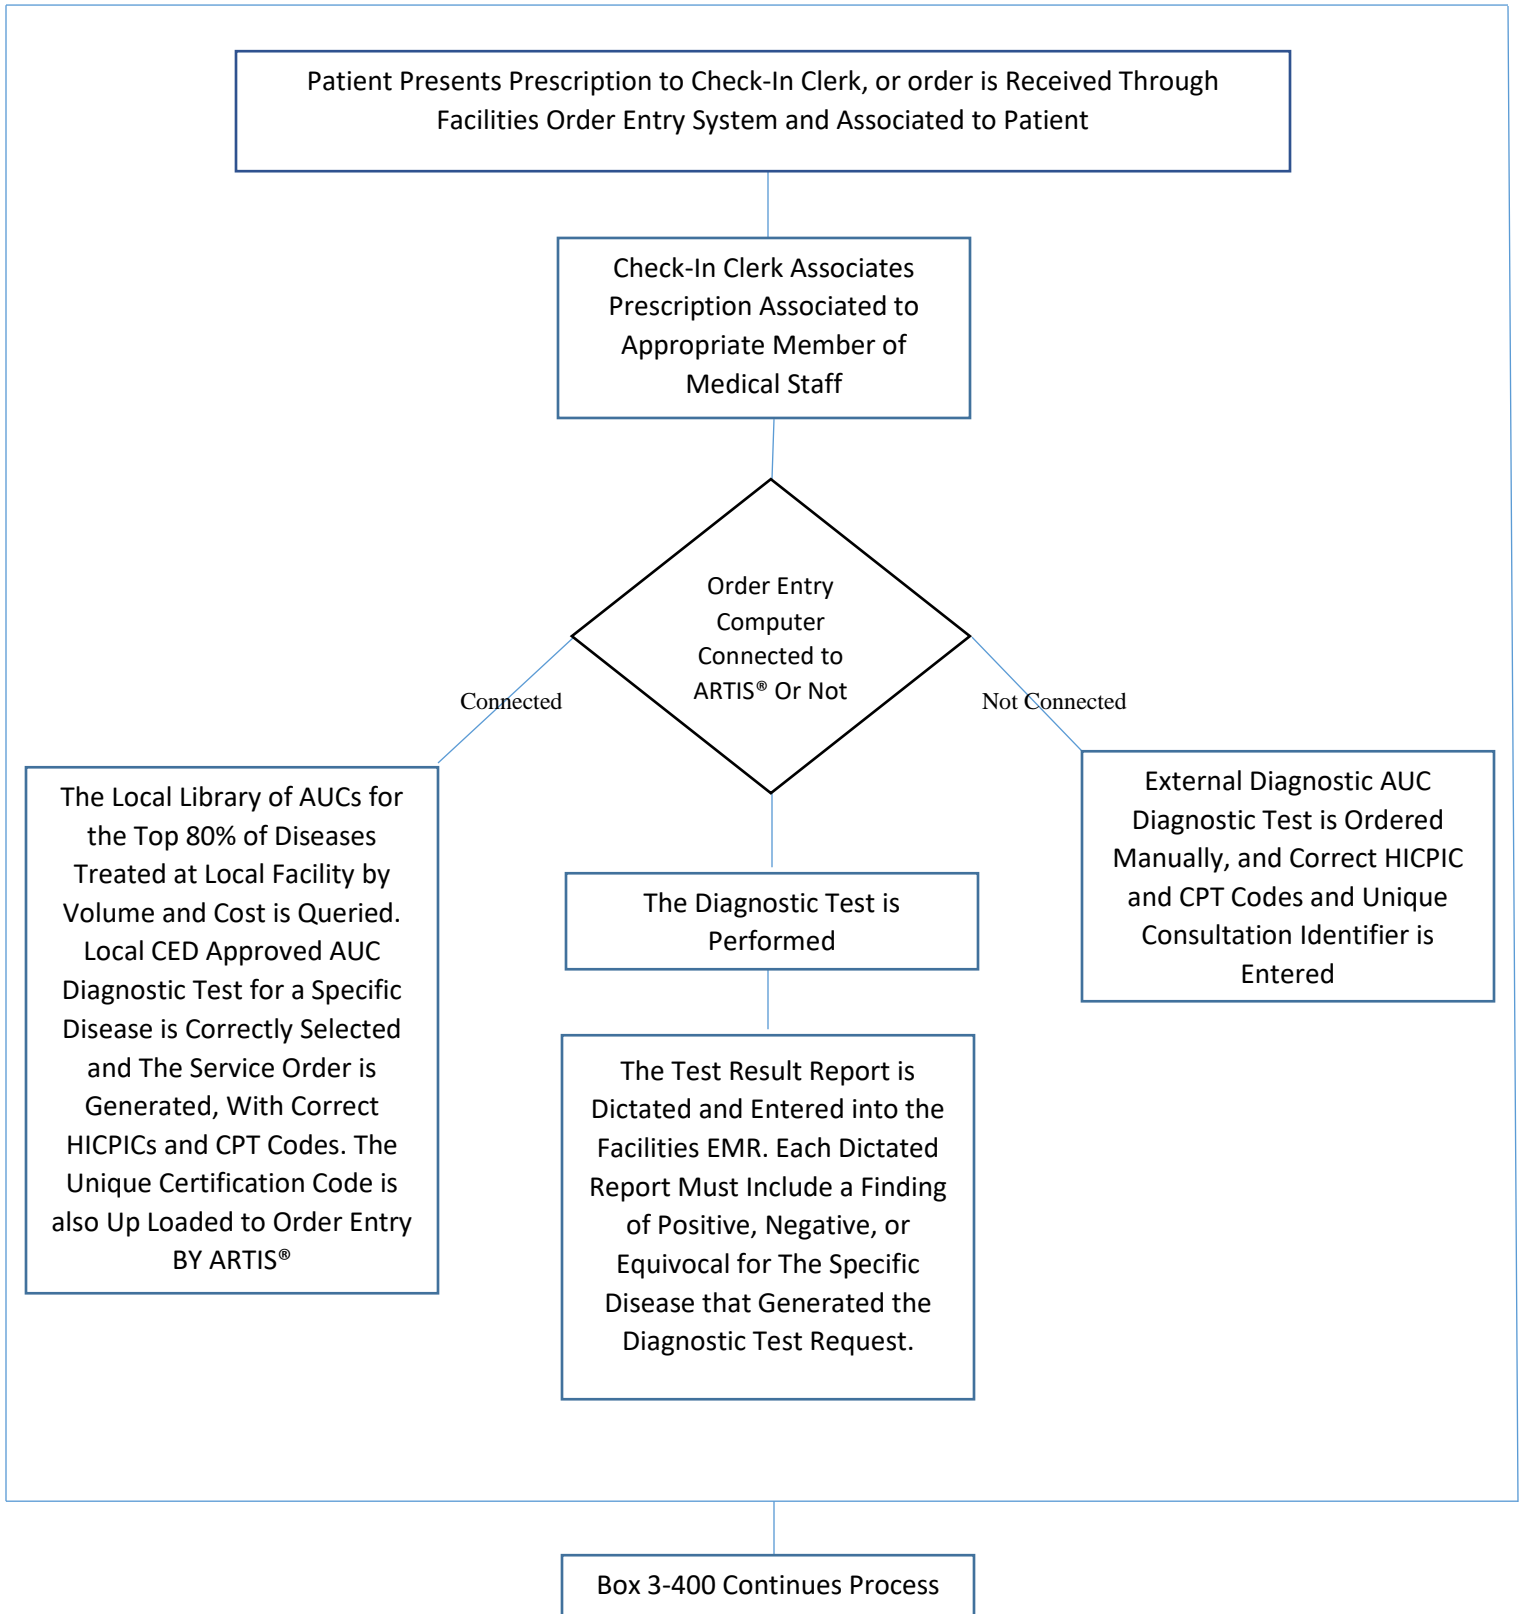 Patient Presents Prescription to Check-In Clerk, or order is Received Through
Facilities Order Entry System and Associated to Patient
Check-In Clerk Associates
Prescription Associated to
Appropriate Member of
Medical Staff
Order Entry
Computer
Connected to
ARTIS® Or Not
Connected
Not Connected
The Local Library of AUCs for
the Top 80% of Diseases
Treated at Local Facility by
Volume and Cost is Queried.
Local CED Approved AUC
Diagnostic Test for a Specific
Disease is Correctly Selected
and The Service Order is
Generated, With Correct
HICPICs and CPT Codes. The
Unique Certification Code is
also Up Loaded to Order Entry
BY ARTIS®
The Diagnostic Test is
Performed
The Test Result Report is
Dictated and Entered into the
Facilities EMR. Each Dictated
Report Must Include a Finding
of Positive, Negative, or
Equivocal for The Specific
Disease that Generated the
Diagnostic Test Request.
External Diagnostic AUC
Diagnostic Test is Ordered
Manually, and Correct HICPIC
and CPT Codes and Unique
Consultation Identifier is
Entered
Box 3-400 Continues Process